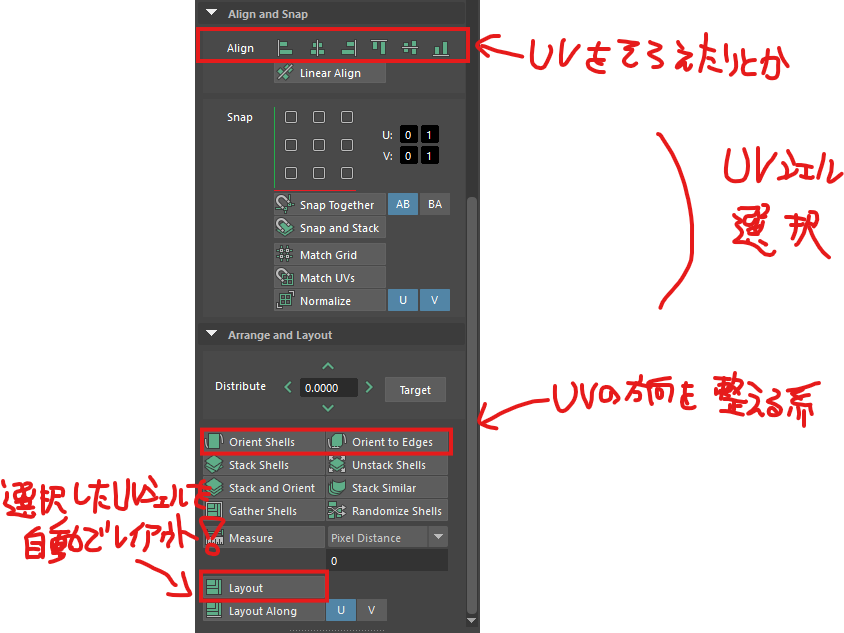 Align and Snap
Align
UVをそろえたりとか
Linear Align
Snap
U: 0 1
V: 0 1
UVシェル
選択
Snap Together AB BA
Snap and Stack
Match Grid
Match UVs
Normalize U V
Arrange and Layout
Distribute 0.0000 Target
UVの方向を整える系
Orient Shells Orient to Edges
Stack Shells Unstack Shells
Stack and Orient Stack Similar
Gather Shells Randomize Shells
選択したUVシェルを
自動でレイアウト!
Measure Pixel Distance
0
Layout
Layout Along U V